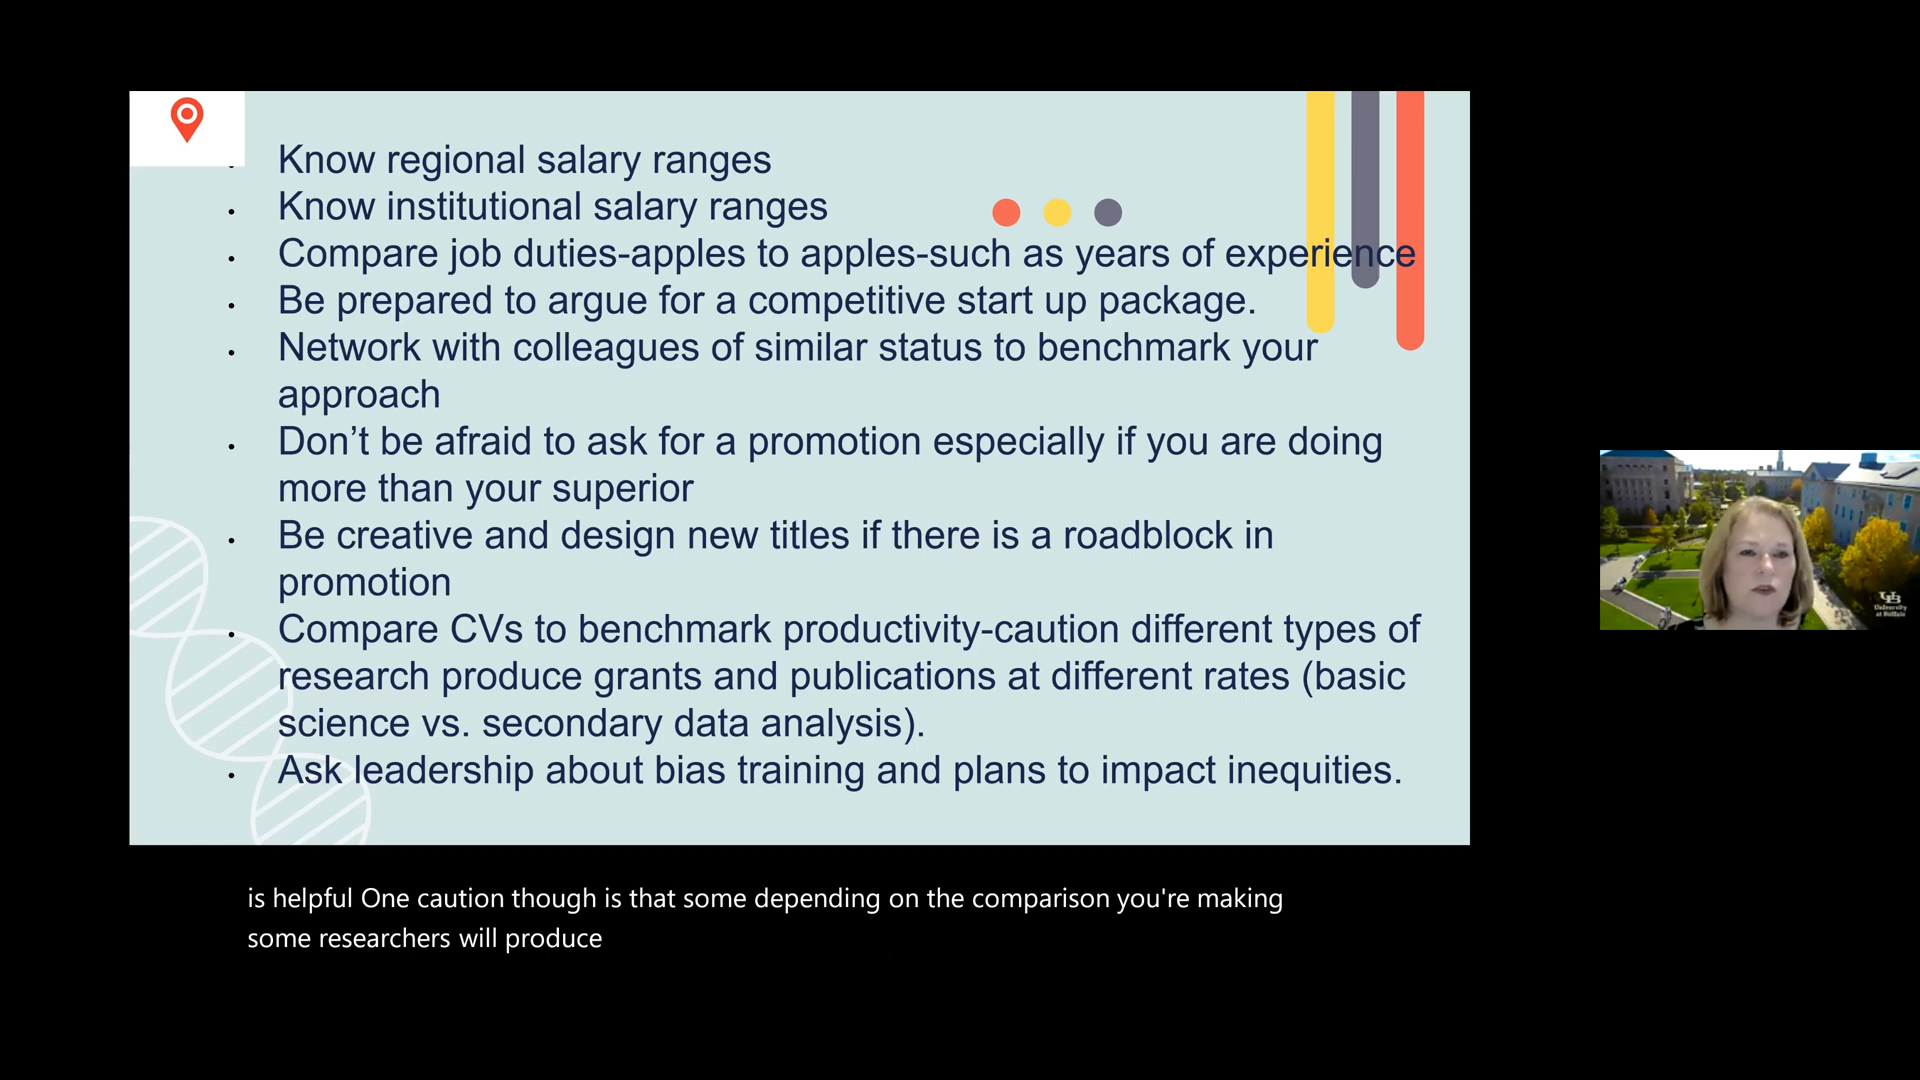 Know regional salary ranges
• Know institutional salary ranges
• Compare job duties-apples to apples-such as years of experience
• Be prepared to argue for a competitive start up package.
• Network with colleagues of similar status to benchmark your
approach
• Don’t be afraid to ask for a promotion especially if you are doing
more than your superior
• Be creative and design new titles if there is a roadblock in
promotion
• Compare CVs to benchmark productivity-caution different types of
research produce grants and publications at different rates (basic
science vs. secondary data analysis).
• Ask leadership about bias training and plans to impact inequities.
University
at Buffalo
is helpful One caution though is that some depending on the comparison you're making
some researchers will produce